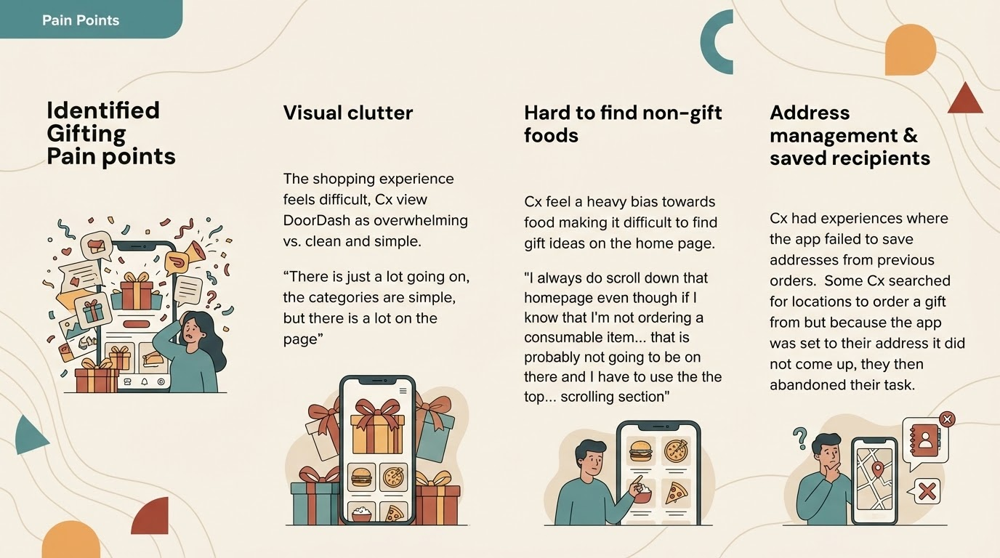 Pain Points
Identified
Gifting
Pain points
Visual clutter
The shopping experience
feels difficult, Cx view
DoorDash as overwhelming
vs. clean and simple.
“There is just a lot going on,
the categories are simple,
but there is a lot on the
page”
Hard to find non-gift
foods
Cx feel a heavy bias towards
food making it difficult to find
gift ideas on the home page.
"I always do scroll down that
homepage even though if I
know that I'm not ordering a
consumable item... that is
probably not going to be on
there and I have to use the the
top... scrolling section"
Address
management &
saved recipients
Cx had experiences where
the app failed to save
addresses from previous
orders.  Some Cx searched
for locations to order a gift
from but because the app
was set to their address it did
not come up, they then
abandoned their task.